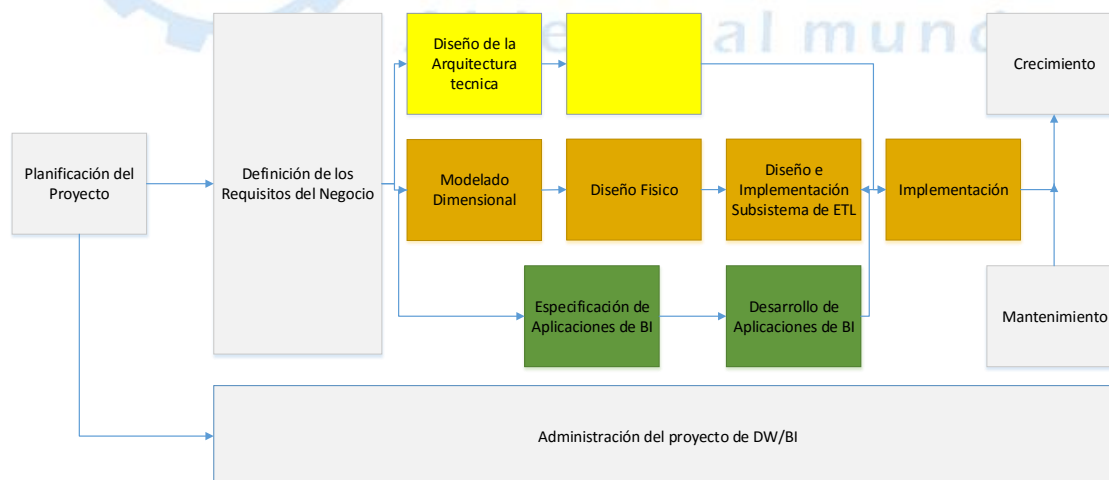 al mund
Diseño de la
Arquitectura
tecnica
Crecimiento
Planificación del
Proyecto
Definición de los
Requisitos del Negocio
Modelado
Dimensional
Diseño Fisico
Diseño e
Implementación
Subsistema de ETL
Implementación
Especificación de
Aplicaciones de BI
Desarrollo de
Aplicaciones de BI
Mantenimiento
Administración del proyecto de DW/BI